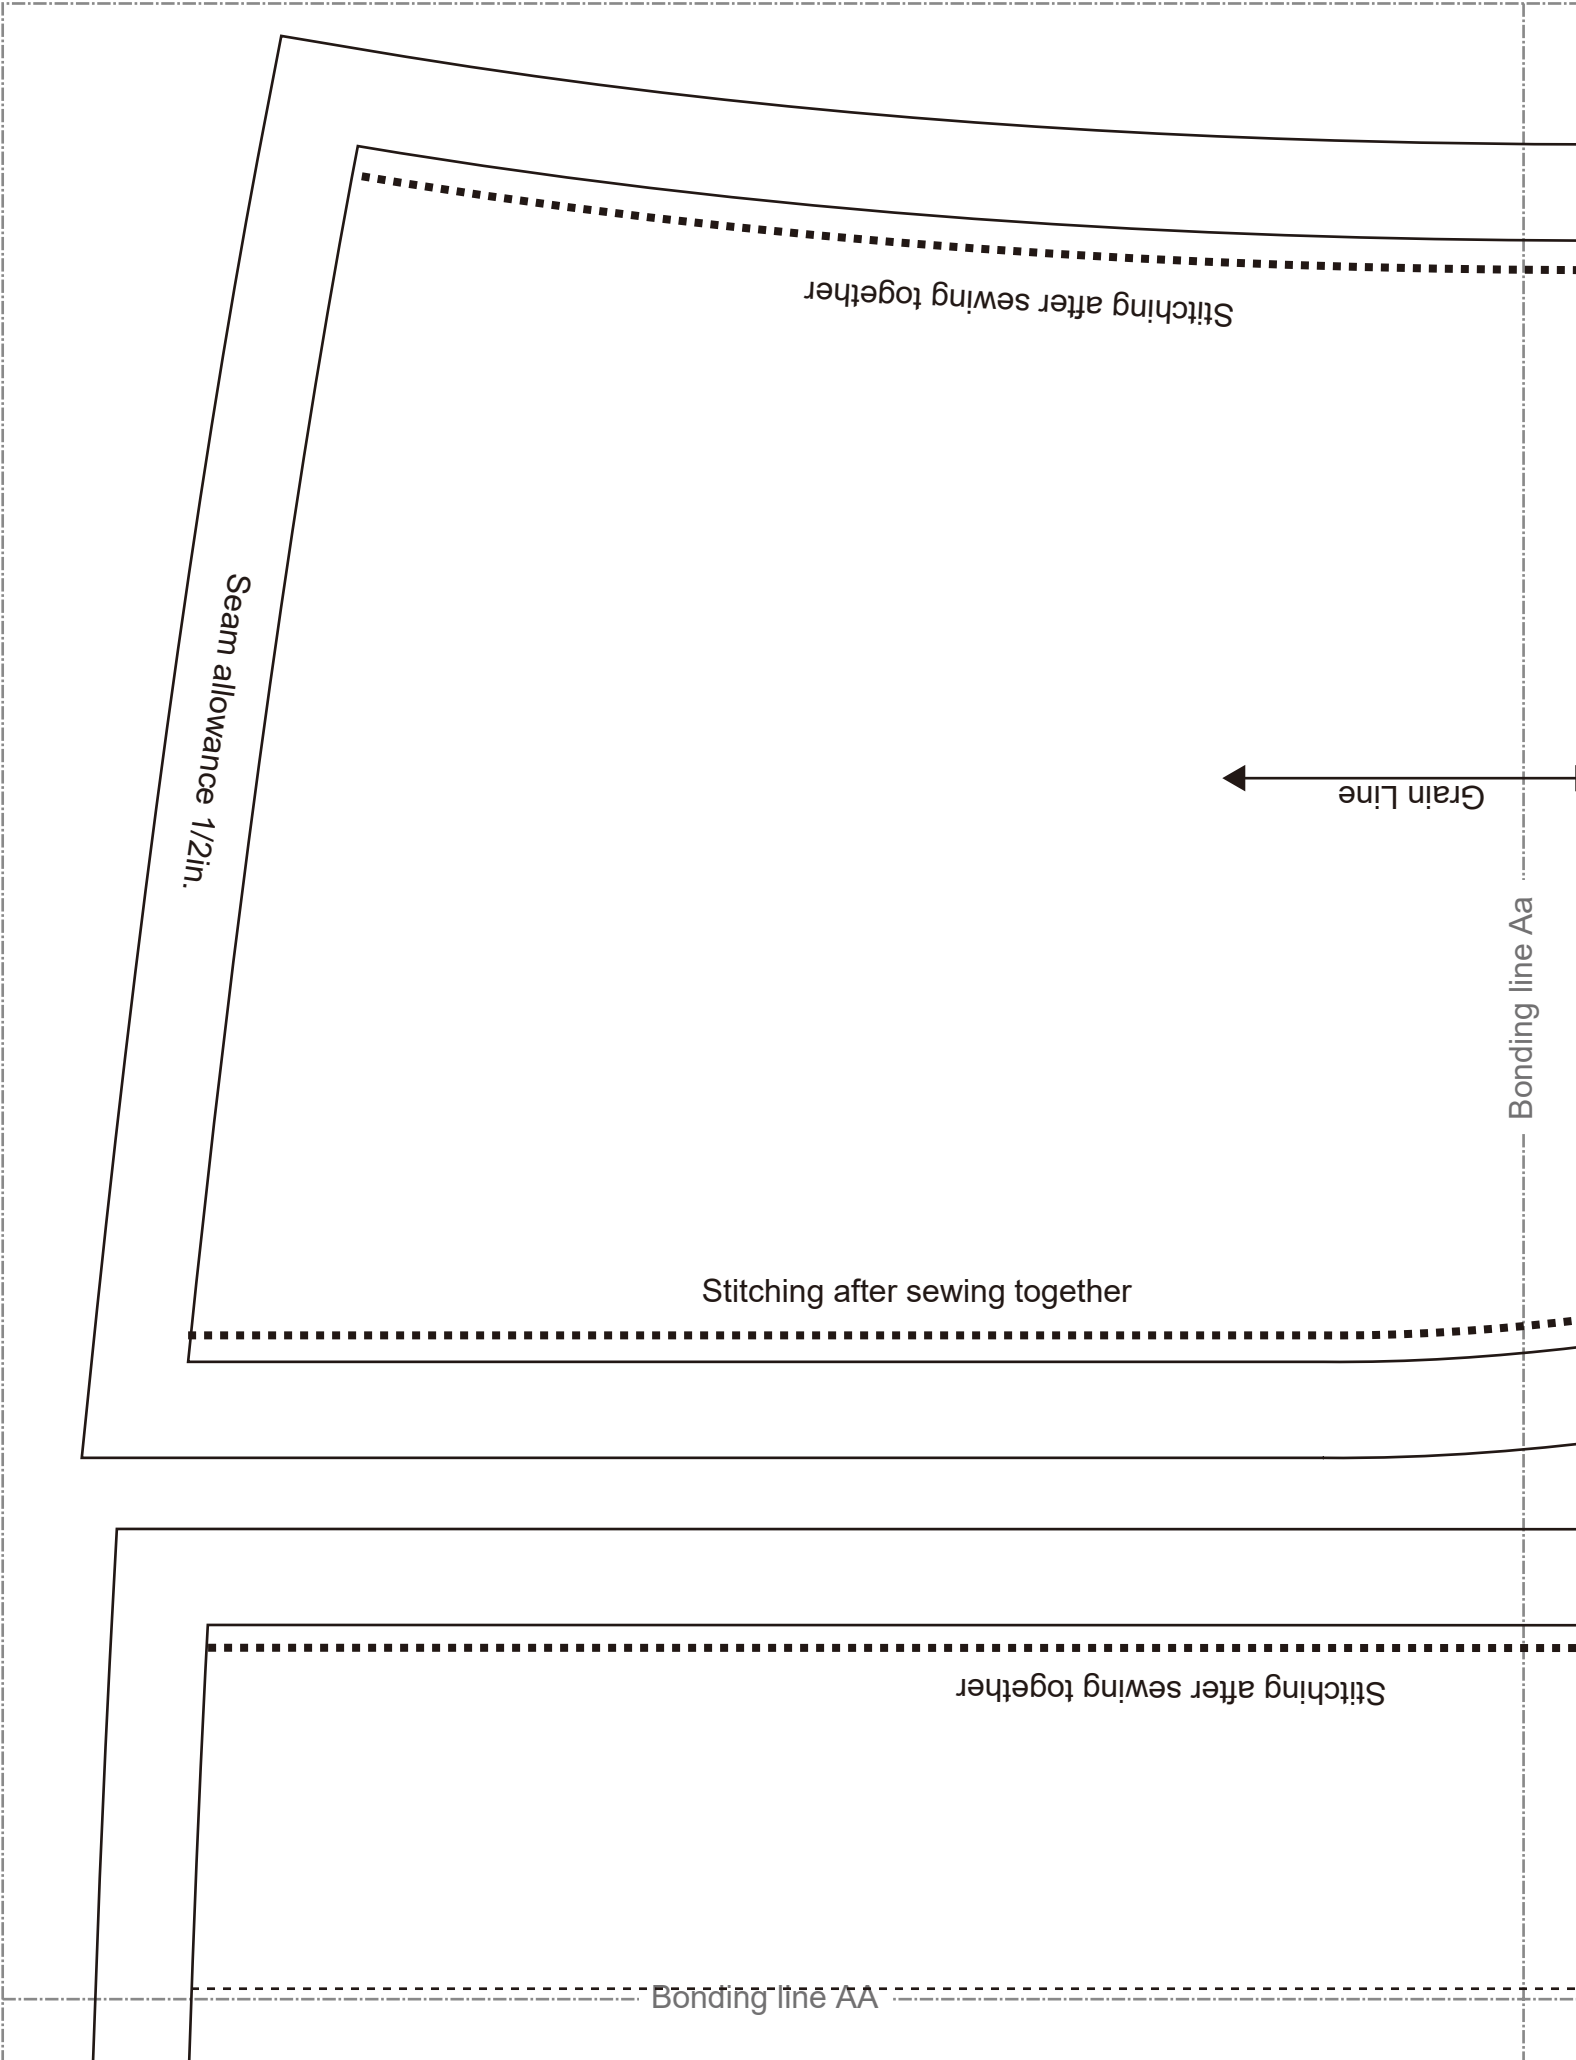 Stitching after sewing together
Seam allowance 1/2in.
Grain Line
Bonding line Aa
Stitching after sewing together
Stitching after sewing together
Bonding line AA